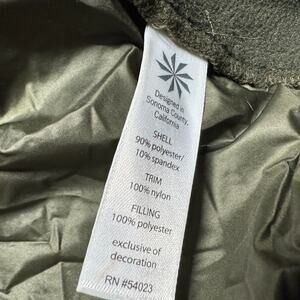 Designed in
Sonoma County,
California
SHELL
90% polyester/
10% spandex
TRIM
100% nylon
FILLING
100% polyester
exclusive of
decoration
RN #54023